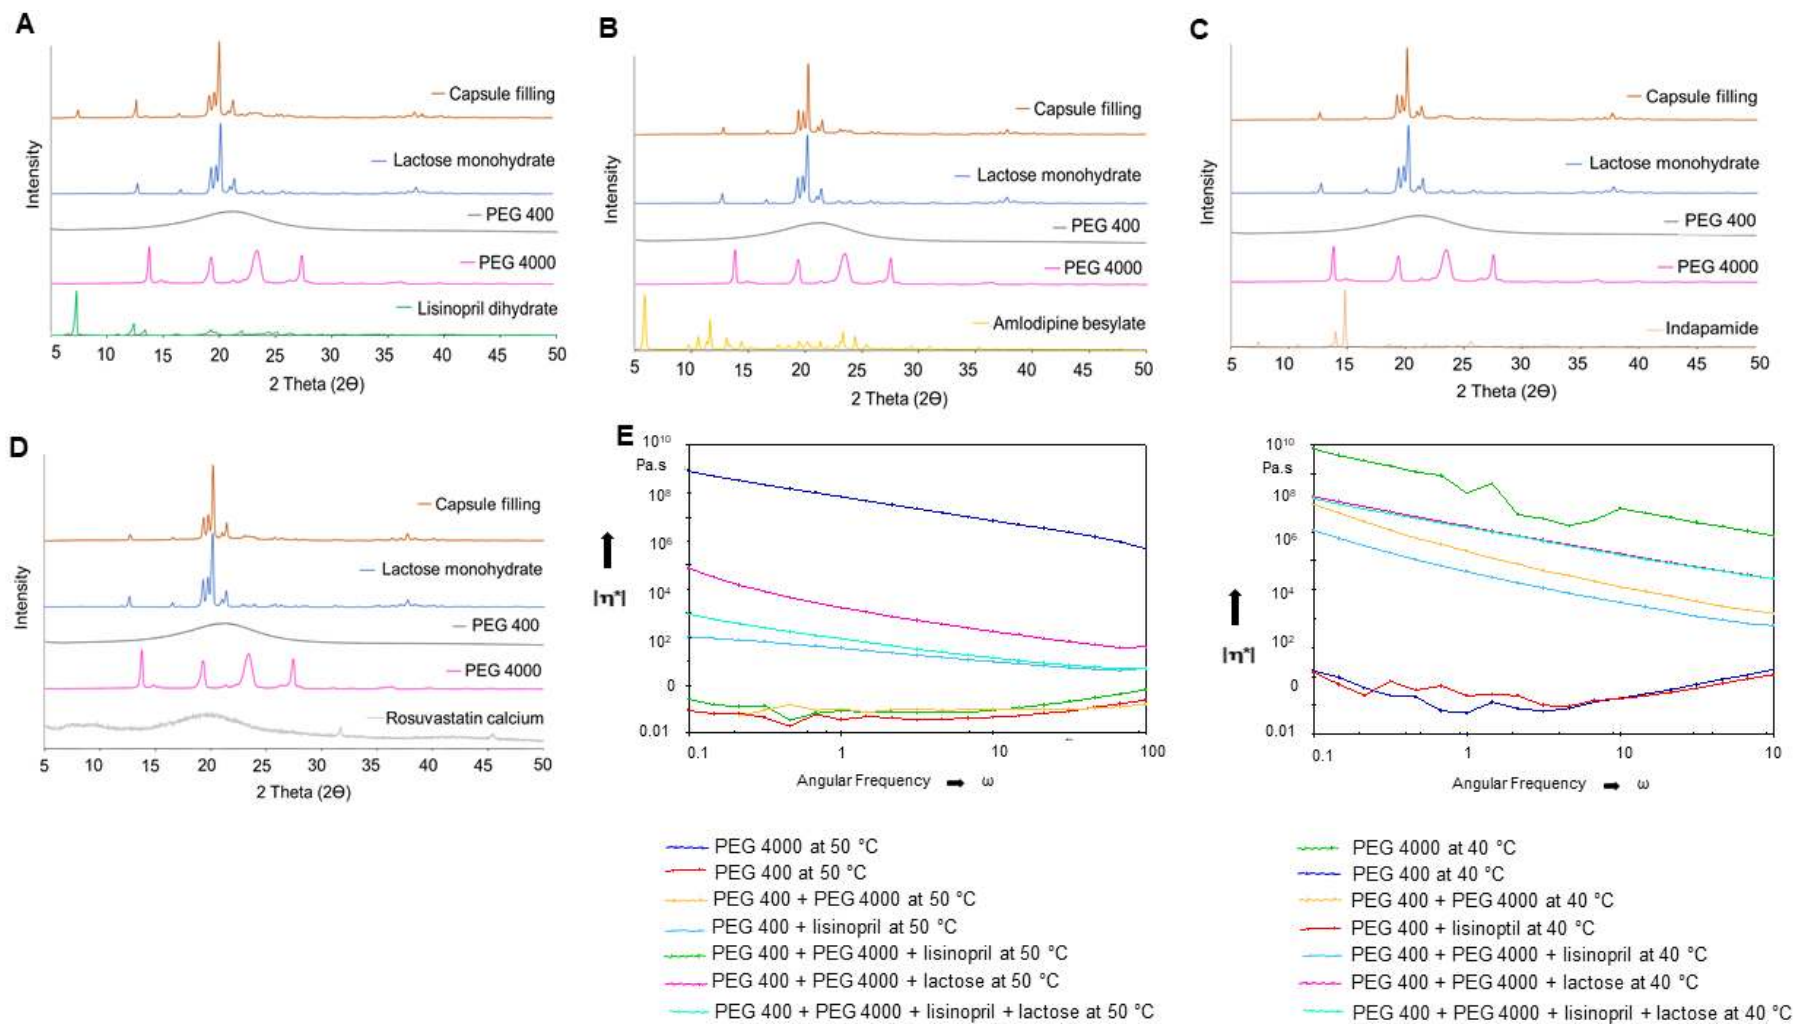 A
Capsule filling
Lactose monohydrate
PEG 400
PEG 4000
Lisinopril dihydrate
Intensity
5 10 15 20 25 30 35 40 45 50
2 Theta (2Θ)
B
Capsule filling
Lactose monohydrate
PEG 400
PEG 4000
Amlodipine besylate
Intensity
5 10 15 20 25 30 35 40 45 50
2 Theta (2Θ)
C
Capsule filling
Lactose monohydrate
PEG 400
PEG 4000
Indapamide
Intensity
5 10 15 20 25 30 35 40 45 50
2 Theta (2Θ)
D
Capsule filling
Lactose monohydrate
PEG 400
PEG 4000
Rosuvastatin calcium
Intensity
5 10 15 20 25 30 35 40 45 50
2 Theta (2Θ)
E
10¹⁰
Pa.s
10⁸
10⁶
10⁴
10²
0
0.01
|η*|
0.1 1 10 100
Angular Frequency ➡ ω
10¹⁰
Pa.s
10⁸
10⁶
10⁴
10²
0
0.01
|η*|
0.1 1 10 10
Angular Frequency ➡ ω
PEG 4000 at 50 °C
PEG 400 at 50 °C
PEG 400 + PEG 4000 at 50 °C
PEG 400 + lisinopril at 50 °C
PEG 400 + PEG 4000 + lisinopril at 50 °C
PEG 400 + PEG 4000 + lactose at 50 °C
PEG 400 + PEG 4000 + lisinopril + lactose at 50 °C
PEG 4000 at 40 °C
PEG 400 at 40 °C
PEG 400 + PEG 4000 at 40 °C
PEG 400 + lisinoptil at 40 °C
PEG 400 + PEG 4000 + lisinopril at 40 °C
PEG 400 + PEG 4000 + lactose at 40 °C
PEG 400 + PEG 4000 + lisinopril + lactose at 40 °C